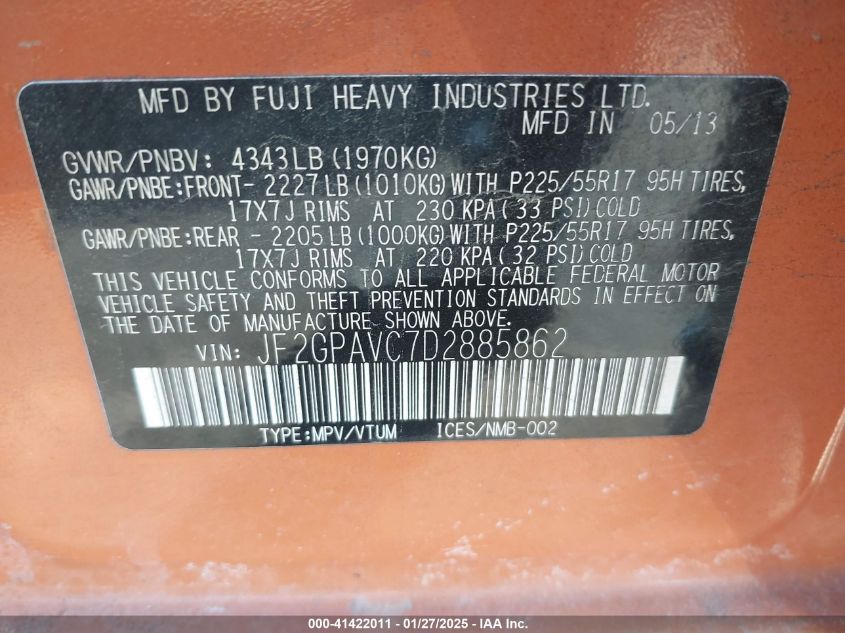 MFD BY FUJI HEAVY INDUSTRIES LTD.
MFD IN 05/13
GVWR/PNBV: 4343LB(1970KG)
GAWR/PNBE:FRONT- 2227LB(1010KG)WITH P225/55R17 95H TIRES,
17X7J RIMS AT 230 KPA(33 PSI)COLD
GAWR/PNBE:REAR - 2205LB(1000KG)WITH P225/55R17 95H TIRES,
17X7J RIMS AT 220 KPA(32 PSI)COLD
THIS VEHICLE CONFORMS TO ALL APPLICABLE FEDERAL MOTOR
VEHICLE SAFETY AND THEFT PREVENTION STANDARDS IN EFFECT ON
THE DATE OF MANUFACTURE SHOWN ABOVE.
VIN: JF2GPAVC7D2885862
TYPE:MPV/VTUM ICES/NMB-002
000-41422011 - 01/27/2025 - IAA Inc.